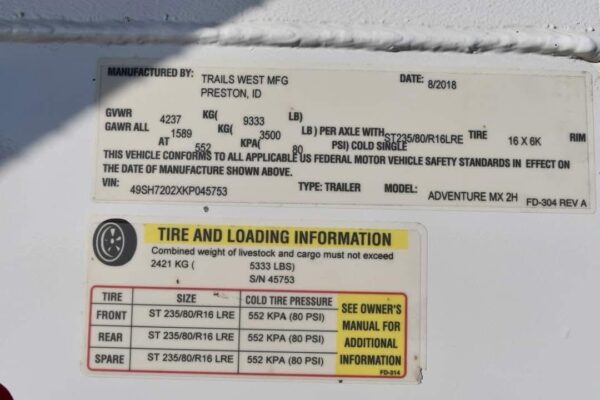 MANUFACTURED BY: TRAILS WEST MFG DATE: 8/2018
PRESTON, ID
GVWR 4237 KG( 9333 LB)
GAWR ALL 1589 KG( 3500 LB) PER AXLE WITH ST235/80/R16LRE TIRE 16 X 6K RIM
AT 552 KPA( 80 PSI) COLD SINGLE
THIS VEHICLE CONFORMS TO ALL APPLICABLE US FEDERAL MOTOR VEHICLE SAFETY STANDARDS IN EFFECT ON
THE DATE OF MANUFACTURE SHOWN ABOVE.
VIN: 49SH7202XKP045753 TYPE: TRAILER MODEL: ADVENTURE MX 2H FD-304 REV A
TIRE AND LOADING INFORMATION
Combined weight of livestock and cargo must not exceed
2421 KG ( 5333 LBS)
S/N 45753
TIRE SIZE COLD TIRE PRESSURE
FRONT ST 235/80/R16 LRE 552 KPA (80 PSI)
REAR ST 235/80/R16 LRE 552 KPA (80 PSI)
SPARE ST 235/80/R16 LRE 552 KPA (80 PSI)
SEE OWNER'S
MANUAL FOR
ADDITIONAL
INFORMATION
FD-314